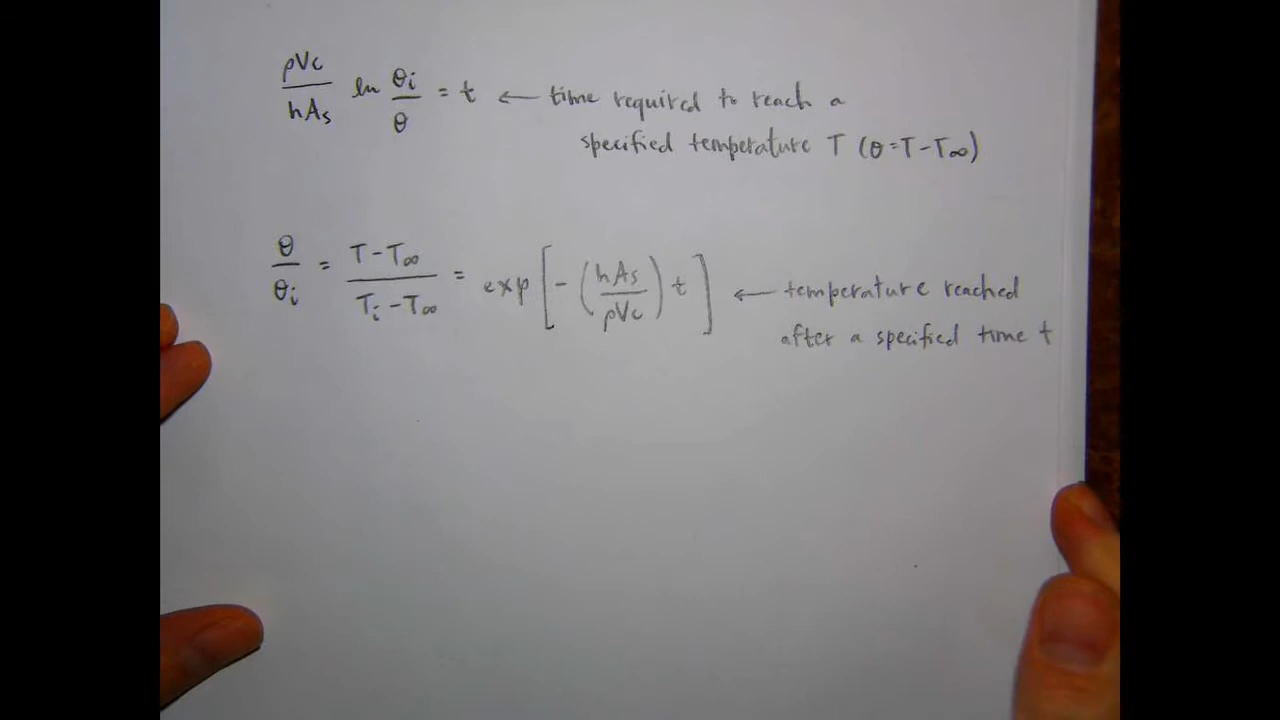 ρVc/hAs ln θi/θ = t ← time required to reach a
specified temperature T (θ=T-T∞)
θ/θi = T-T∞/Ti-T∞ = exp[-(hAs/ρVc)t] ← temperature reached
after a specified time t